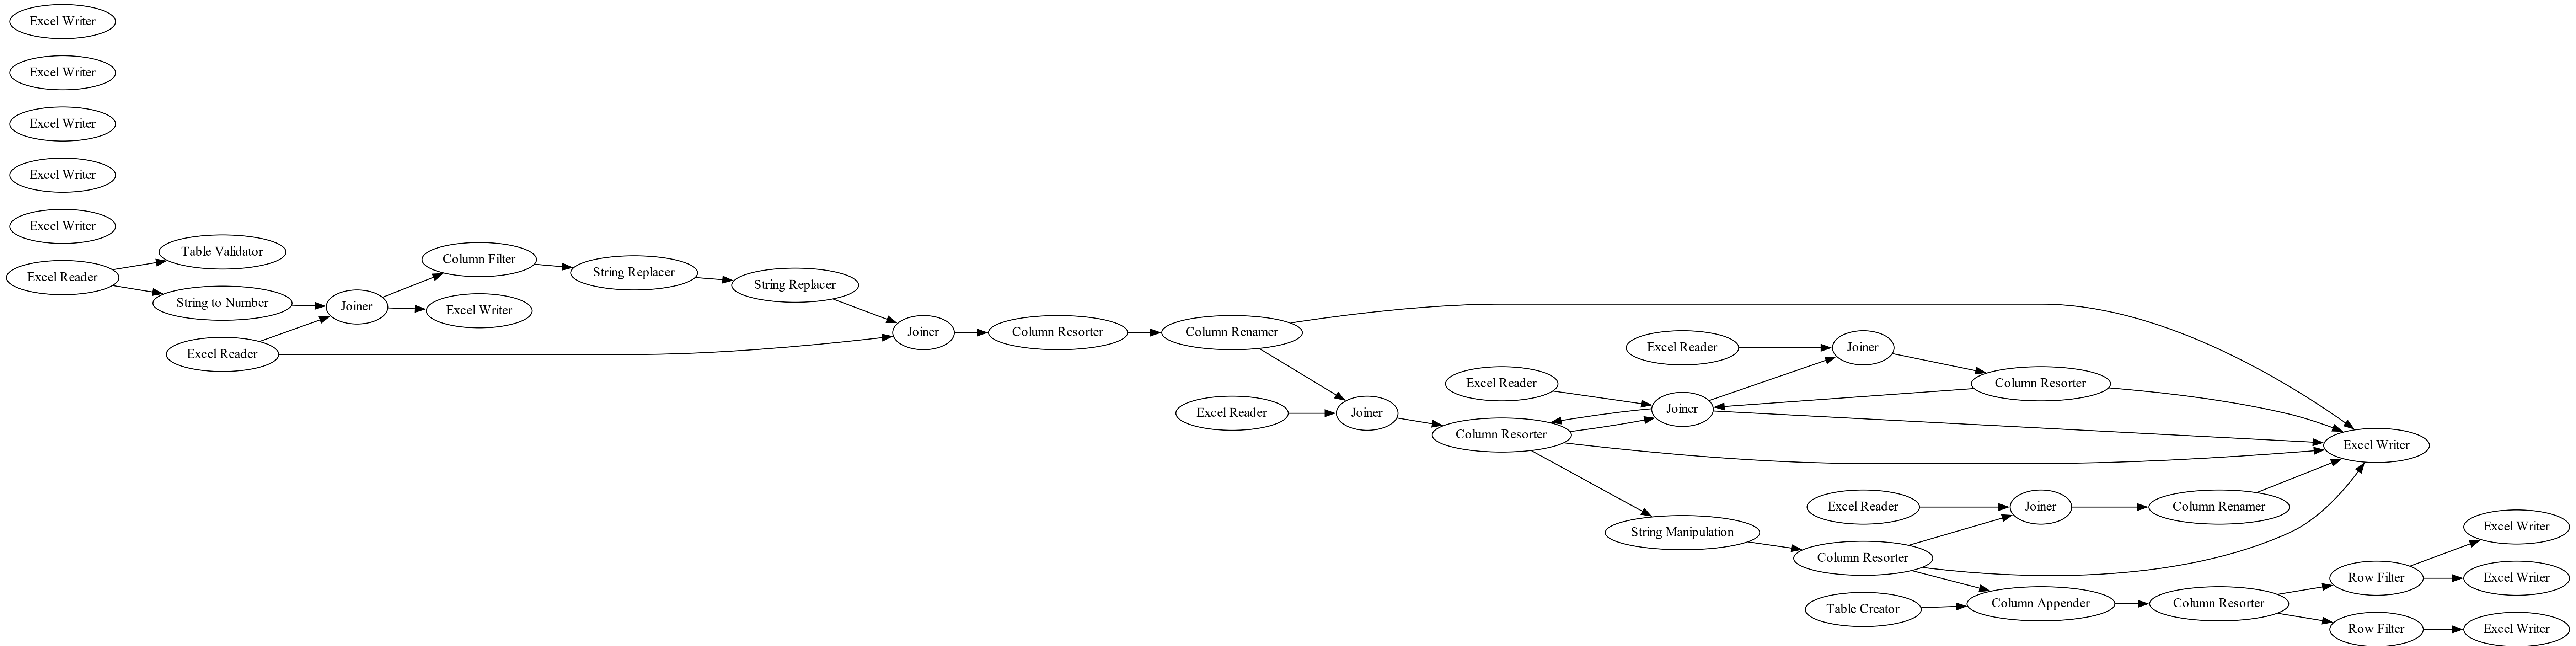 Excel Writer
Excel Writer
Excel Writer
Excel Writer
Excel Writer
Excel Reader
Table Validator
String to Number
Excel Reader
Joiner
Column Filter
Excel Writer
String Replacer
String Replacer
Joiner
Column Resorter
Column Renamer
Excel Reader
Joiner
Excel Reader
Column Resorter
Excel Reader
Joiner
String Manipulation
Joiner
Excel Reader
Column Resorter
Table Creator
Column Resorter
Joiner
Column Appender
Column Renamer
Column Resorter
Excel Writer
Row Filter
Row Filter
Excel Writer
Excel Writer
Excel Writer